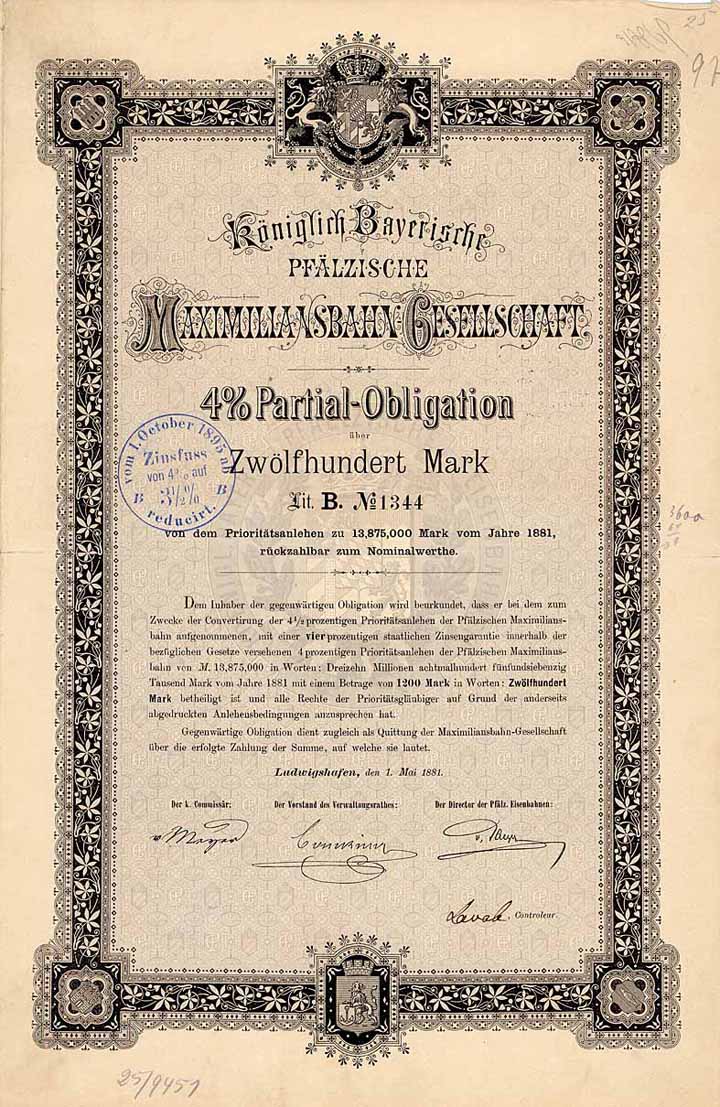 25
97
Königlich Bayerische
PFÄLZISCHE
MAXIMILIANSBAHN-GESELLSCHAFT.
4% Partial-Obligation
über
Zwölfhundert Mark
Lit. B. No 1344
vom 1. October 1895 ab
Zinsfuss
von 4% auf
B 3½% B
reducirt.
3600
von dem Prioritätsanlehen zu 13,875,000 Mark vom Jahre 1881,
rückzahlbar zum Nominalwerthe.
Dem Inhaber der gegenwärtigen Obligation wird beurkundet, dass er bei dem zum
Zwecke der Convertirung der 4½ prozentigen Prioritätsanlehen der Pfälzischen Maximilians-
bahn aufgenommenen, mit einer vierprozentigen staatlichen Zinsengarantie innerhalb der
bezüglichen Gesetze versehenen 4 prozentigen Prioritätsanlehen der Pfälzischen Maximilians-
bahn von M. 13,875,000 in Worten: Dreizehn Millionen achtmalhundert fünfundsiebenzig
Tausend Mark vom Jahre 1881 mit einem Betrage von 1200 Mark in Worten: Zwölfhundert
Mark betheiligt ist und alle Rechte der Prioritätsgläubiger auf Grund der anderseits
abgedruckten Anlehensbedingungen anzusprechen hat.
Gegenwärtige Obligation dient zugleich als Quittung der Maximiliansbahn-Gesellschaft
über die erfolgte Zahlung der Summe, auf welche sie lautet.
Ludwigshafen, den 1. Mai 1881.
Der k. Commissär: Der Vorstand des Verwaltungsrathes: Der Director der Pfälz. Eisenbahnen:
Lavale Controleur.
25/9451